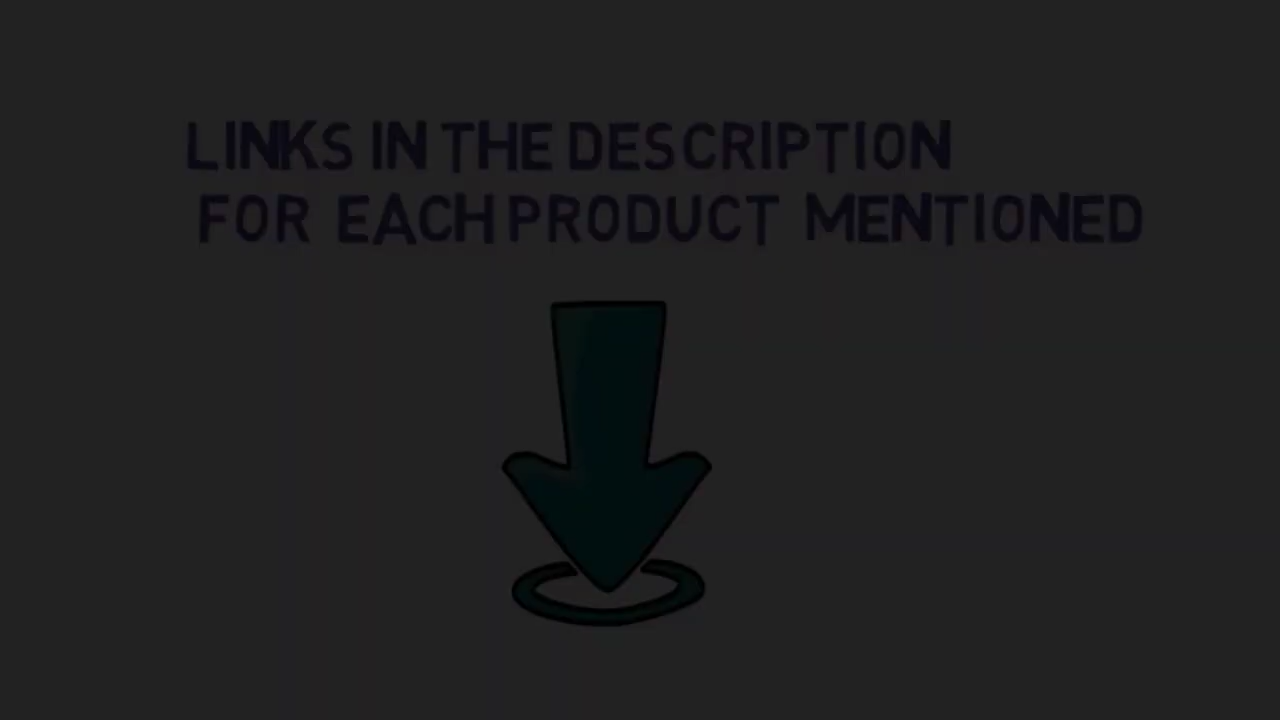 LINKS IN THE DESCRIPTION
FOR EACH PRODUCT MENTIONED